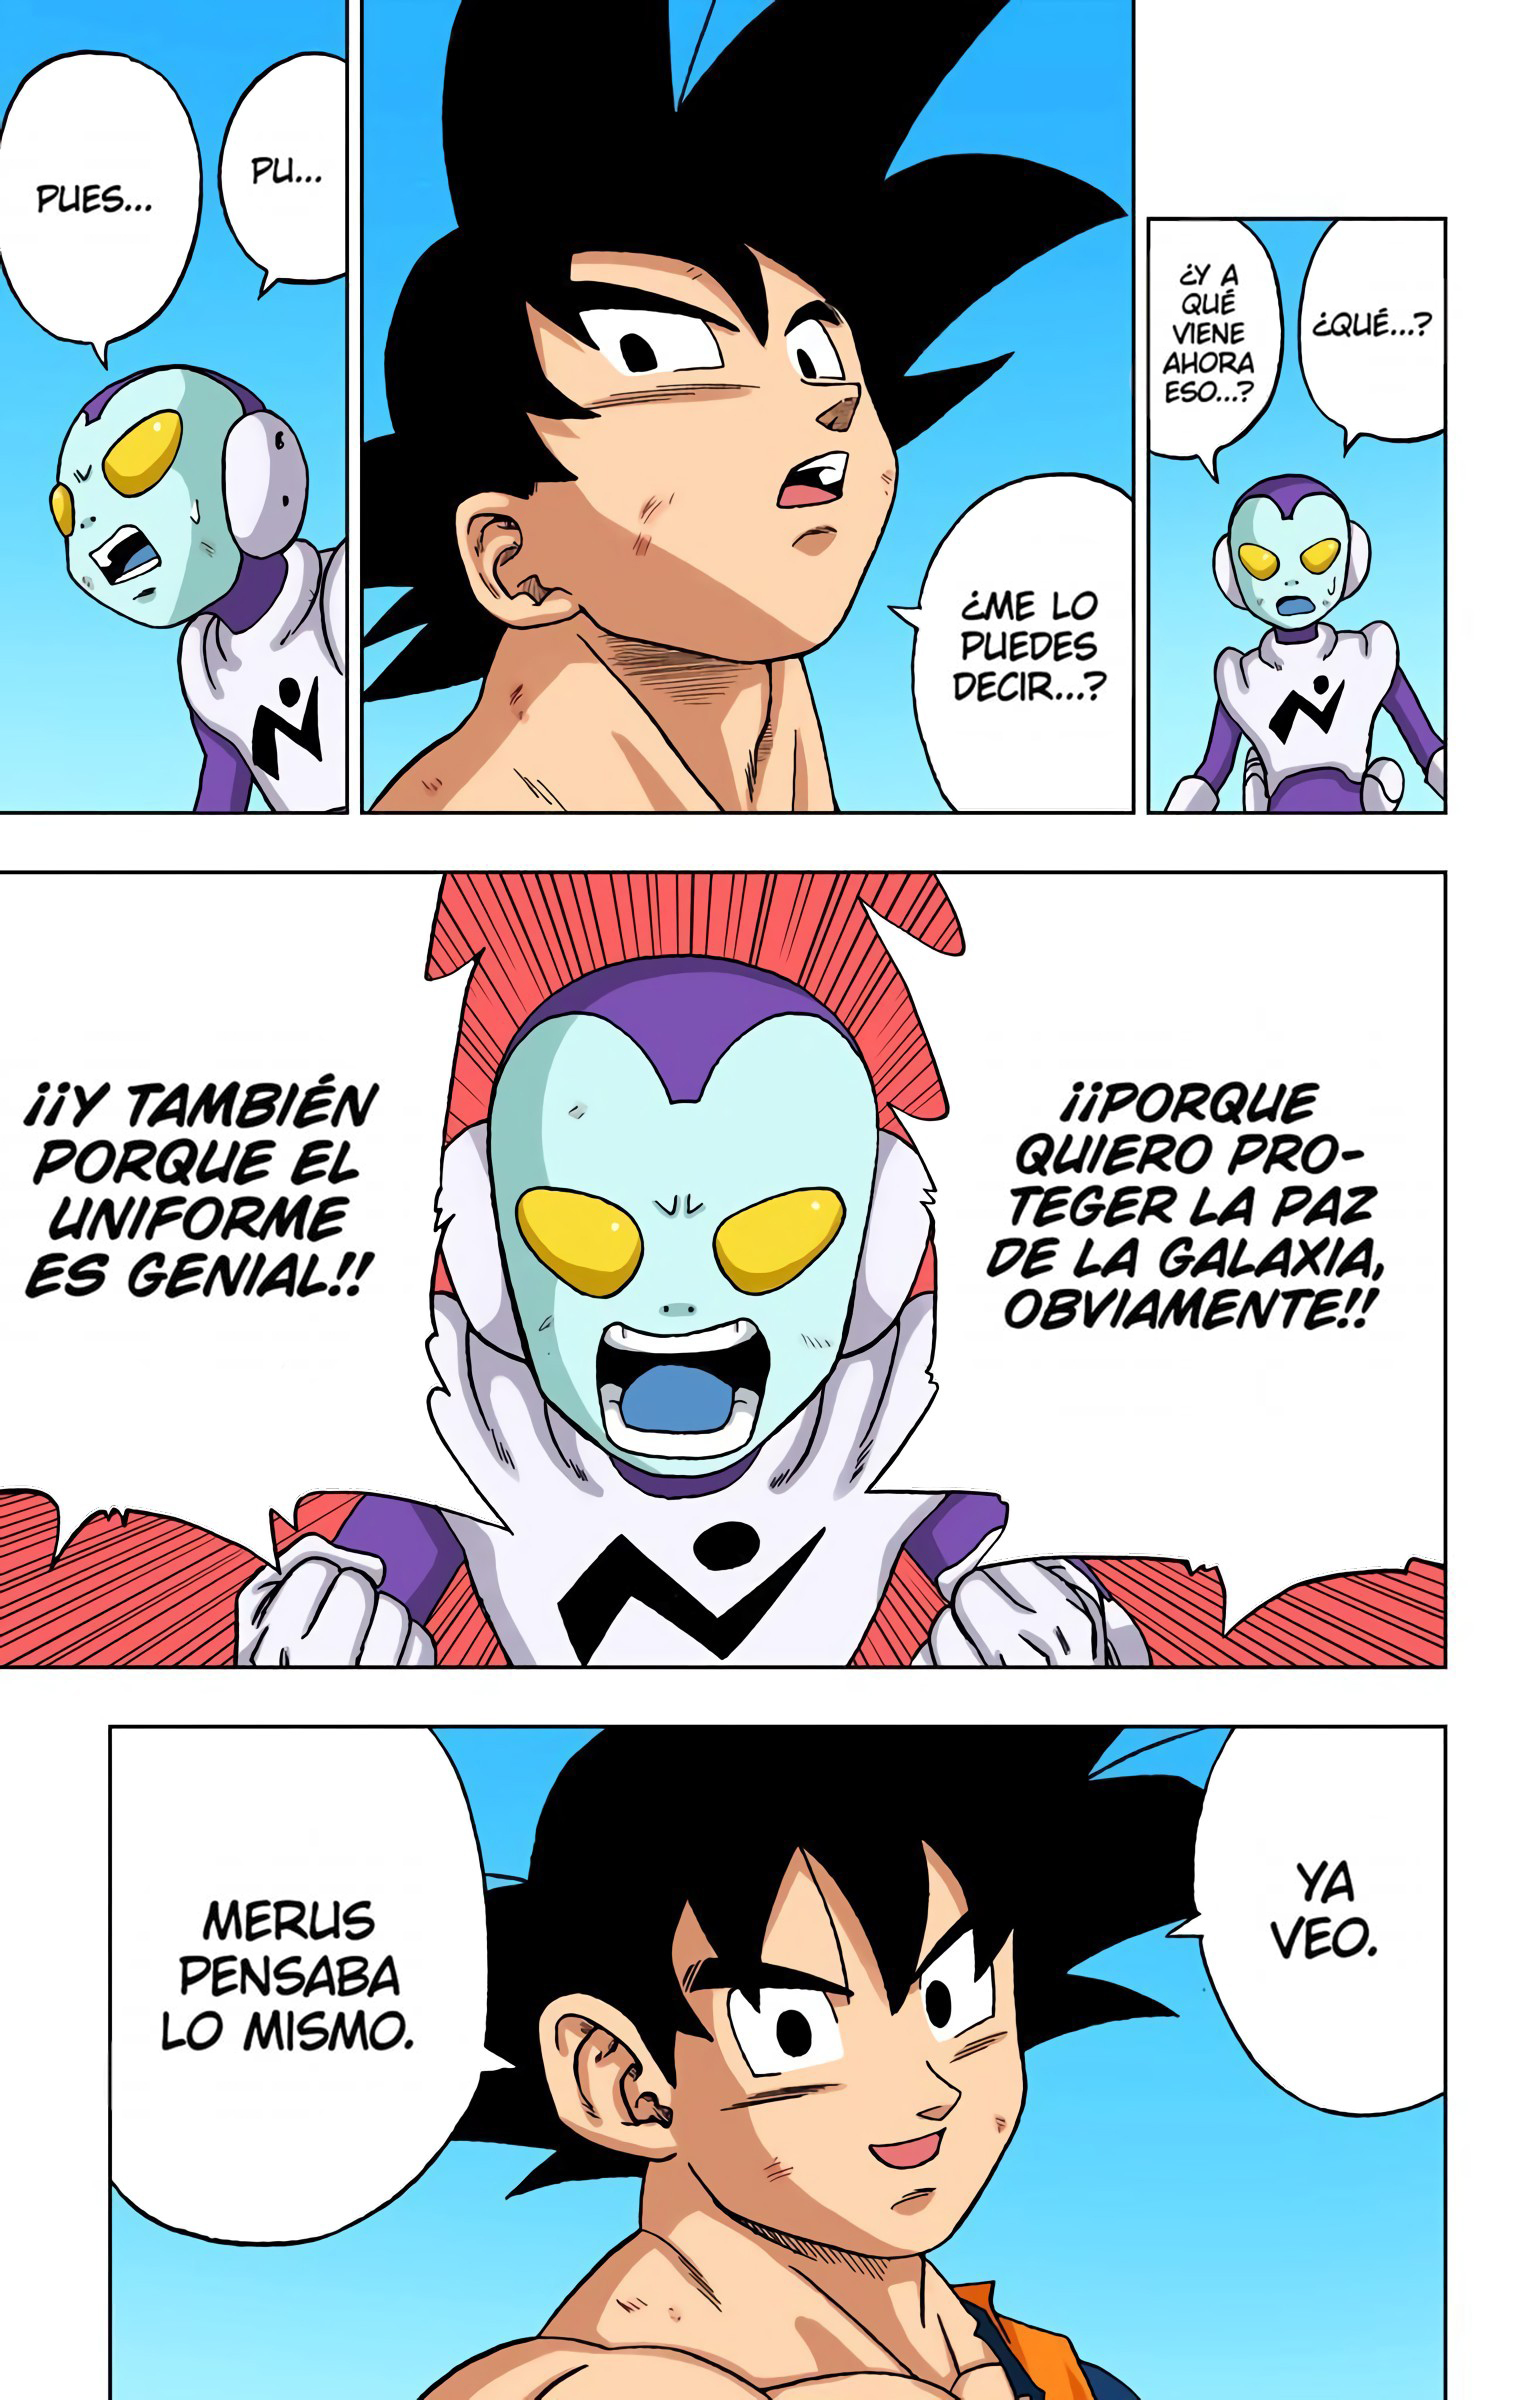 ¿QUÉ...?
¿Y A
QUÉ
VIENE
AHORA
ESO...?
¿ME LO
PUEDES
DECIR...?
PU...
PUES...
¡¡PORQUE
QUIERO PRO-
TEGER LA PAZ
DE LA GALAXIA,
OBVIAMENTE!!
¡¡Y TAMBIÉN
PORQUE EL
UNIFORME
ES GENIAL!!
YA
VEO.
MERUS
PENSABA
LO MISMO.